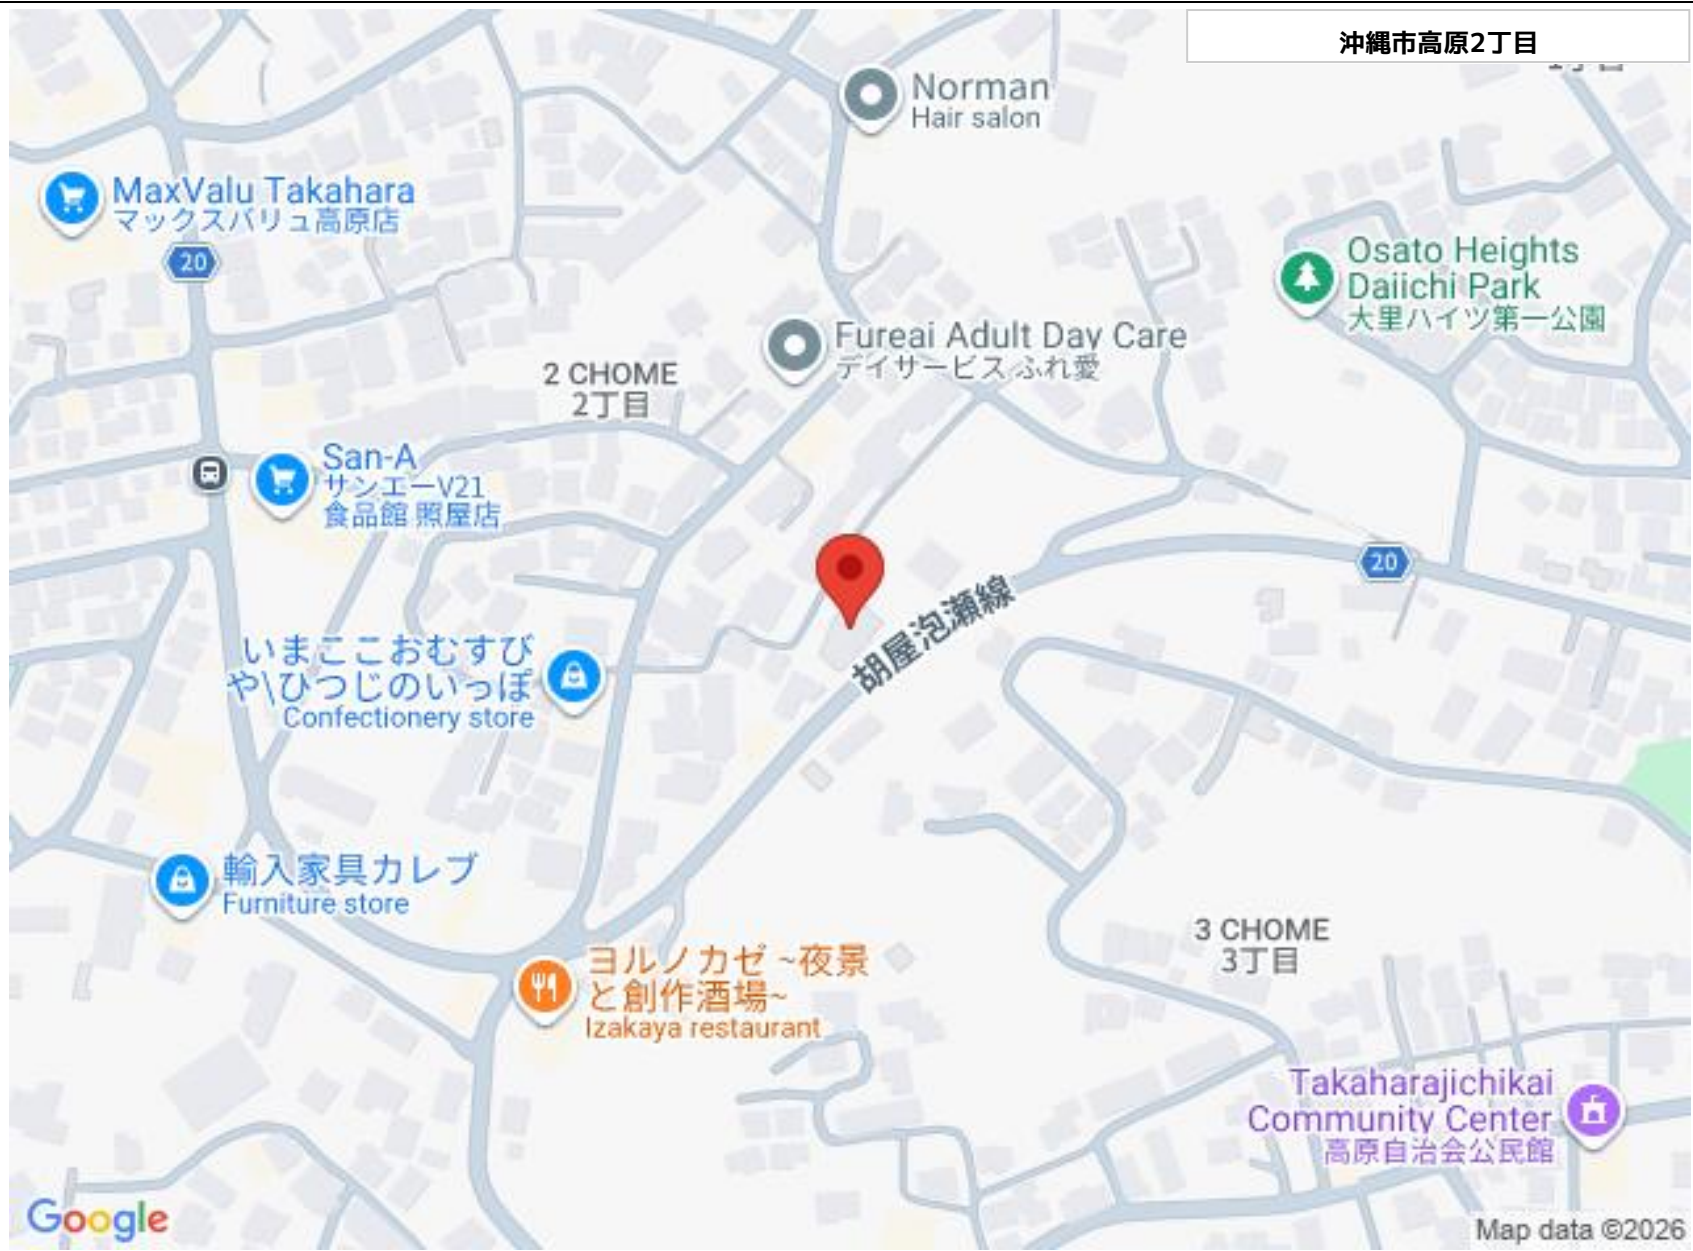 沖縄市高原2丁目
Norman
Hair salon
MaxValu Takahara
マックスバリュ高原店
20
Osato Heights
Daiichi Park
大里ハイツ第一公園
Fureai Adult Day Care
デイサービス ふれ愛
2 CHOME
2丁目
San-A
サンエーV21
食品館 照屋店
20
胡屋泡瀬線
いまここおむすび
や\ひつじのいっぽ
Confectionery store
輸入家具カレブ
Furniture store
3 CHOME
3丁目
ヨルノカゼ ~夜景
と創作酒場~
Izakaya restaurant
Takaharajichikai
Community Center
高原自治会公民館
Google
Map data ©2026